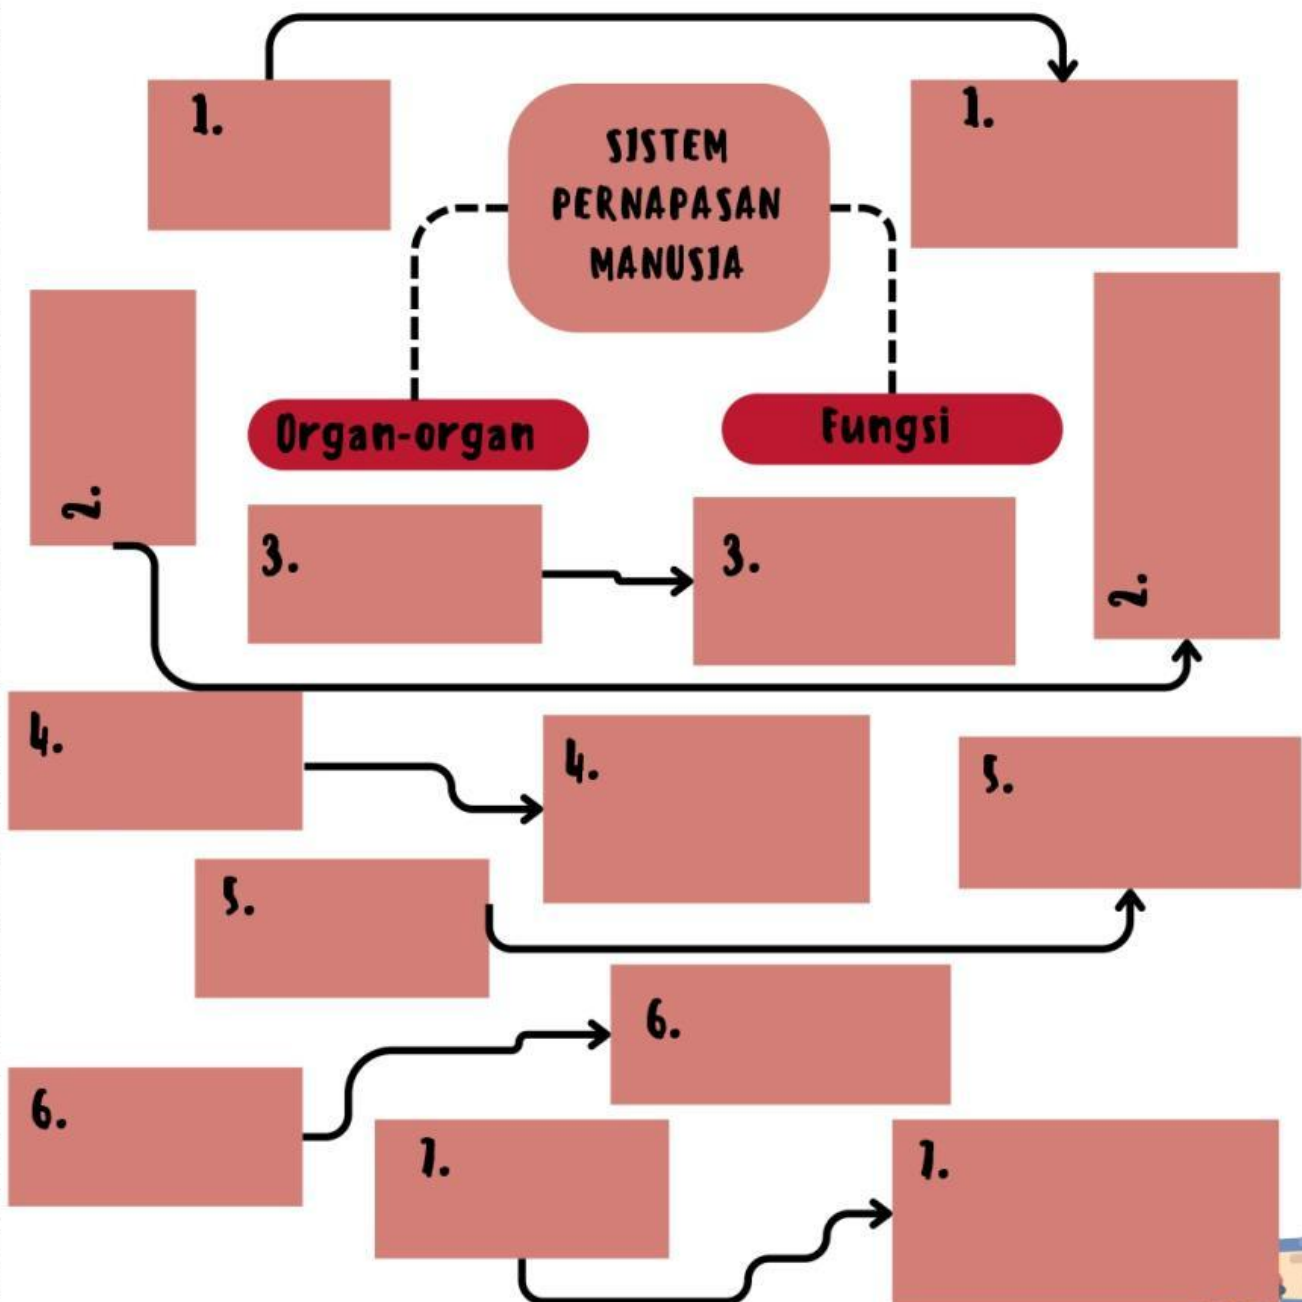 1.
SISTEM
PERNAPASAN
MANUSIA
1.
2.
Organ-organ
Fungsi
2.
3.
3.
4.
4.
5.
5.
6.
6.
7.
7.